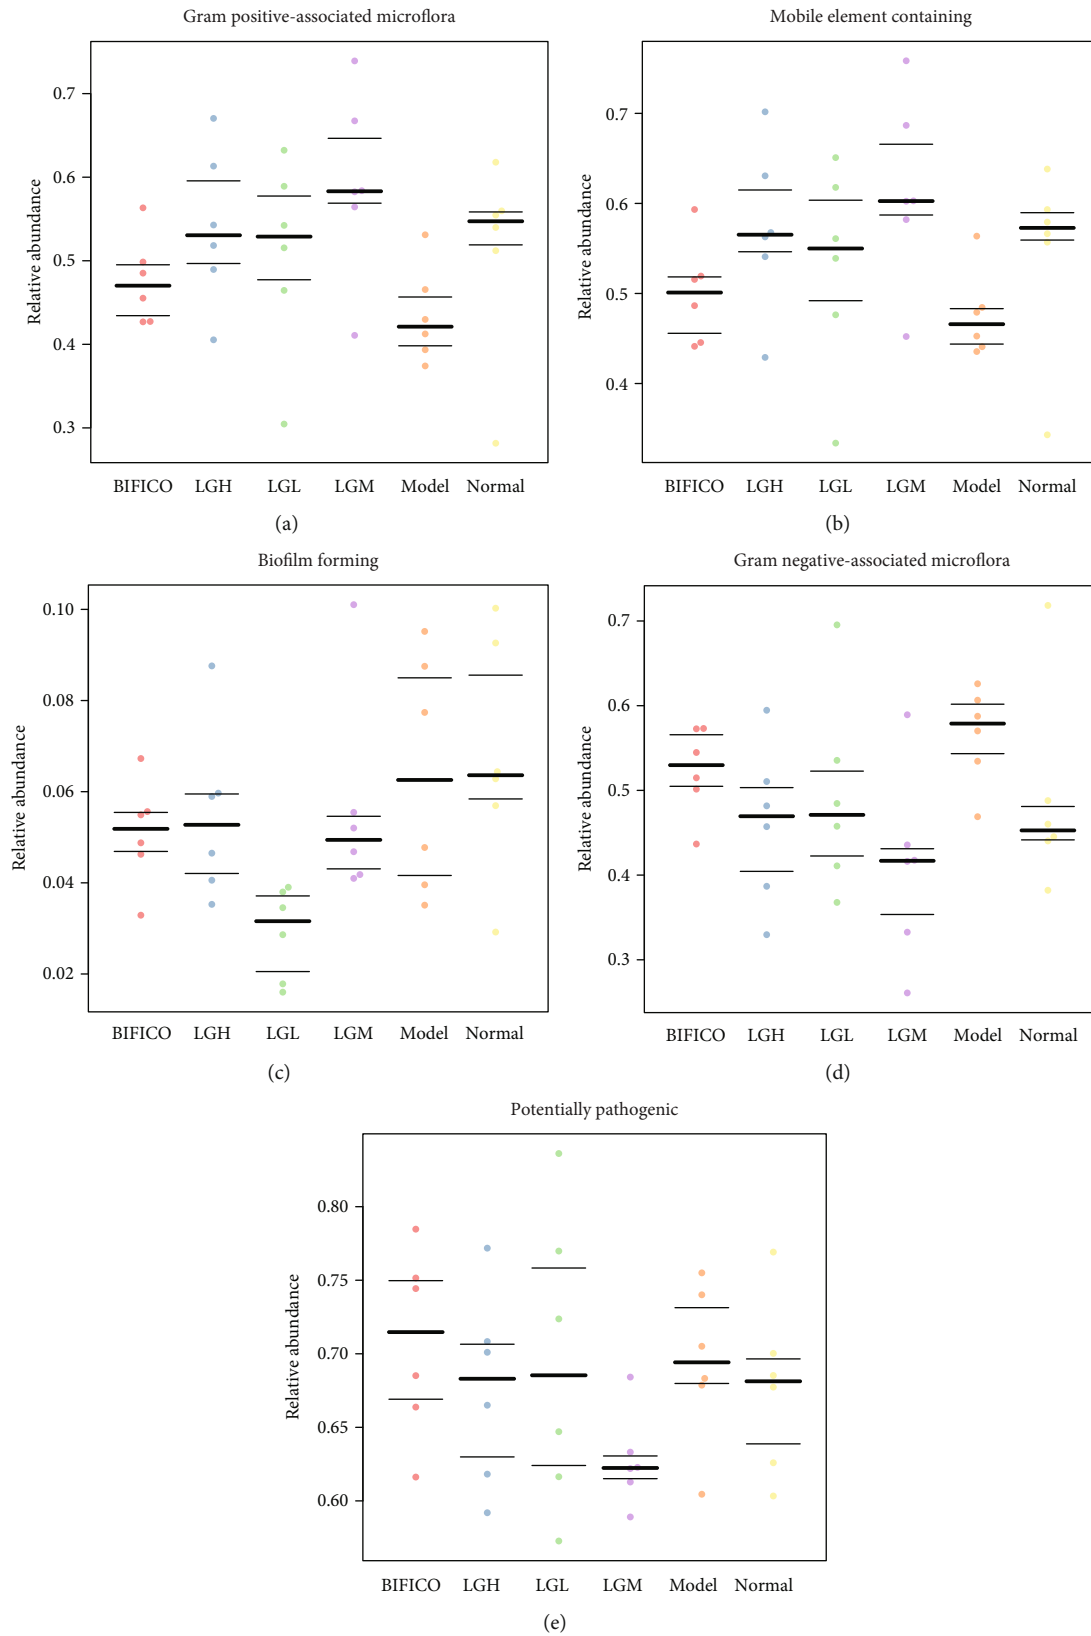 Gram positive-associated microflora
Relative abundance
0.7
0.6
0.5
0.4
0.3
BIFICO LGH LGL LGM Model Normal
(a)
Mobile element containing
Relative abundance
0.7
0.6
0.5
0.4
BIFICO LGH LGL LGM Model Normal
(b)
Biofilm forming
Relative abundance
0.10
0.080
0.06
0.04
0.02
BIFICO LGH LGL LGM Model Normal
(c)
Gram negative-associated microflora
Relative abundance
0.7
0.6
0.5
0.4
0.3
BIFICO LGH LGL LGM Model Normal
(d)
Potentially pathogenic
Relative abundance
0.80
0.75
0.70
0.65
0.60
BIFICO LGH LGL LGM Model Normal
(e)